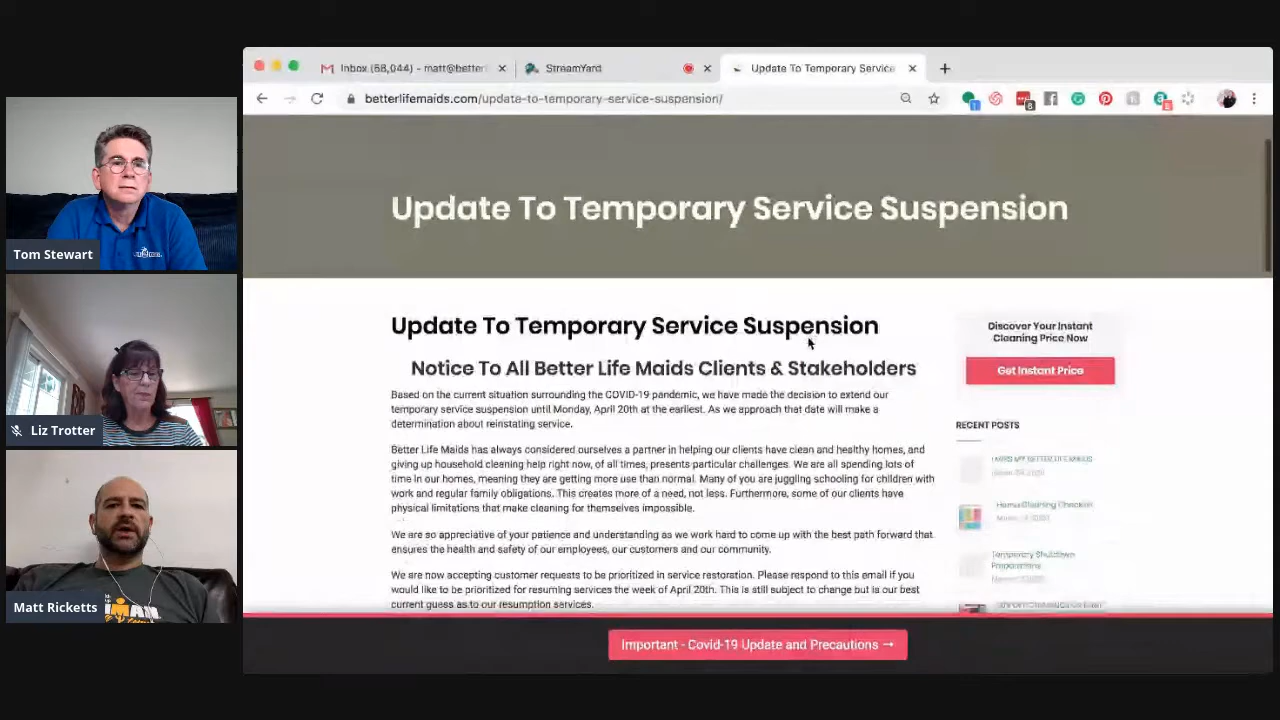 Inbox (68,044) - matt@better
StreamYard
Update To Temporary Service
betterlifemaids.com/update-to-temporary-service-suspension/
Update To Temporary Service Suspension
Update To Temporary Service Suspension
Notice To All Better Life Maids Clients & Stakeholders
Based on the current situation surrounding the COVID-19 pandemic, we have made the decision to extend our
temporary service suspension until Monday, April 20th at the earliest. As we approach that date will make a
determination about reinstating service.
Better Life Maids has always considered ourselves a partner in helping our clients have clean and healthy homes, and
giving up household cleaning help right now, of all times, presents particular challenges. We are all spending lots of
time in our homes, meaning they are getting more use than normal. Many of you are juggling schooling for children with
work and regular family obligations. This creates more of a need, not less. Furthermore, some of our clients have
physical limitations that make cleaning for themselves impossible.
We are so appreciative of your patience and understanding as we work hard to come up with the best path forward that
ensures the health and safety of our employees, our customers and our community.
We are now accepting customer requests to be prioritized in service restoration. Please respond to this email if you
would like to be prioritized for resuming services the week of April 20th. This is still subject to change but is our best
current guess as to our resumption services.
Discover Your Instant
Cleaning Price Now
Get Instant Price
RECENT POSTS
Home Cleaning Checklist
Temporary Shutdown
Preparations
Important - Covid-19 Update and Precautions →
Tom Stewart
Liz Trotter
Matt Ricketts